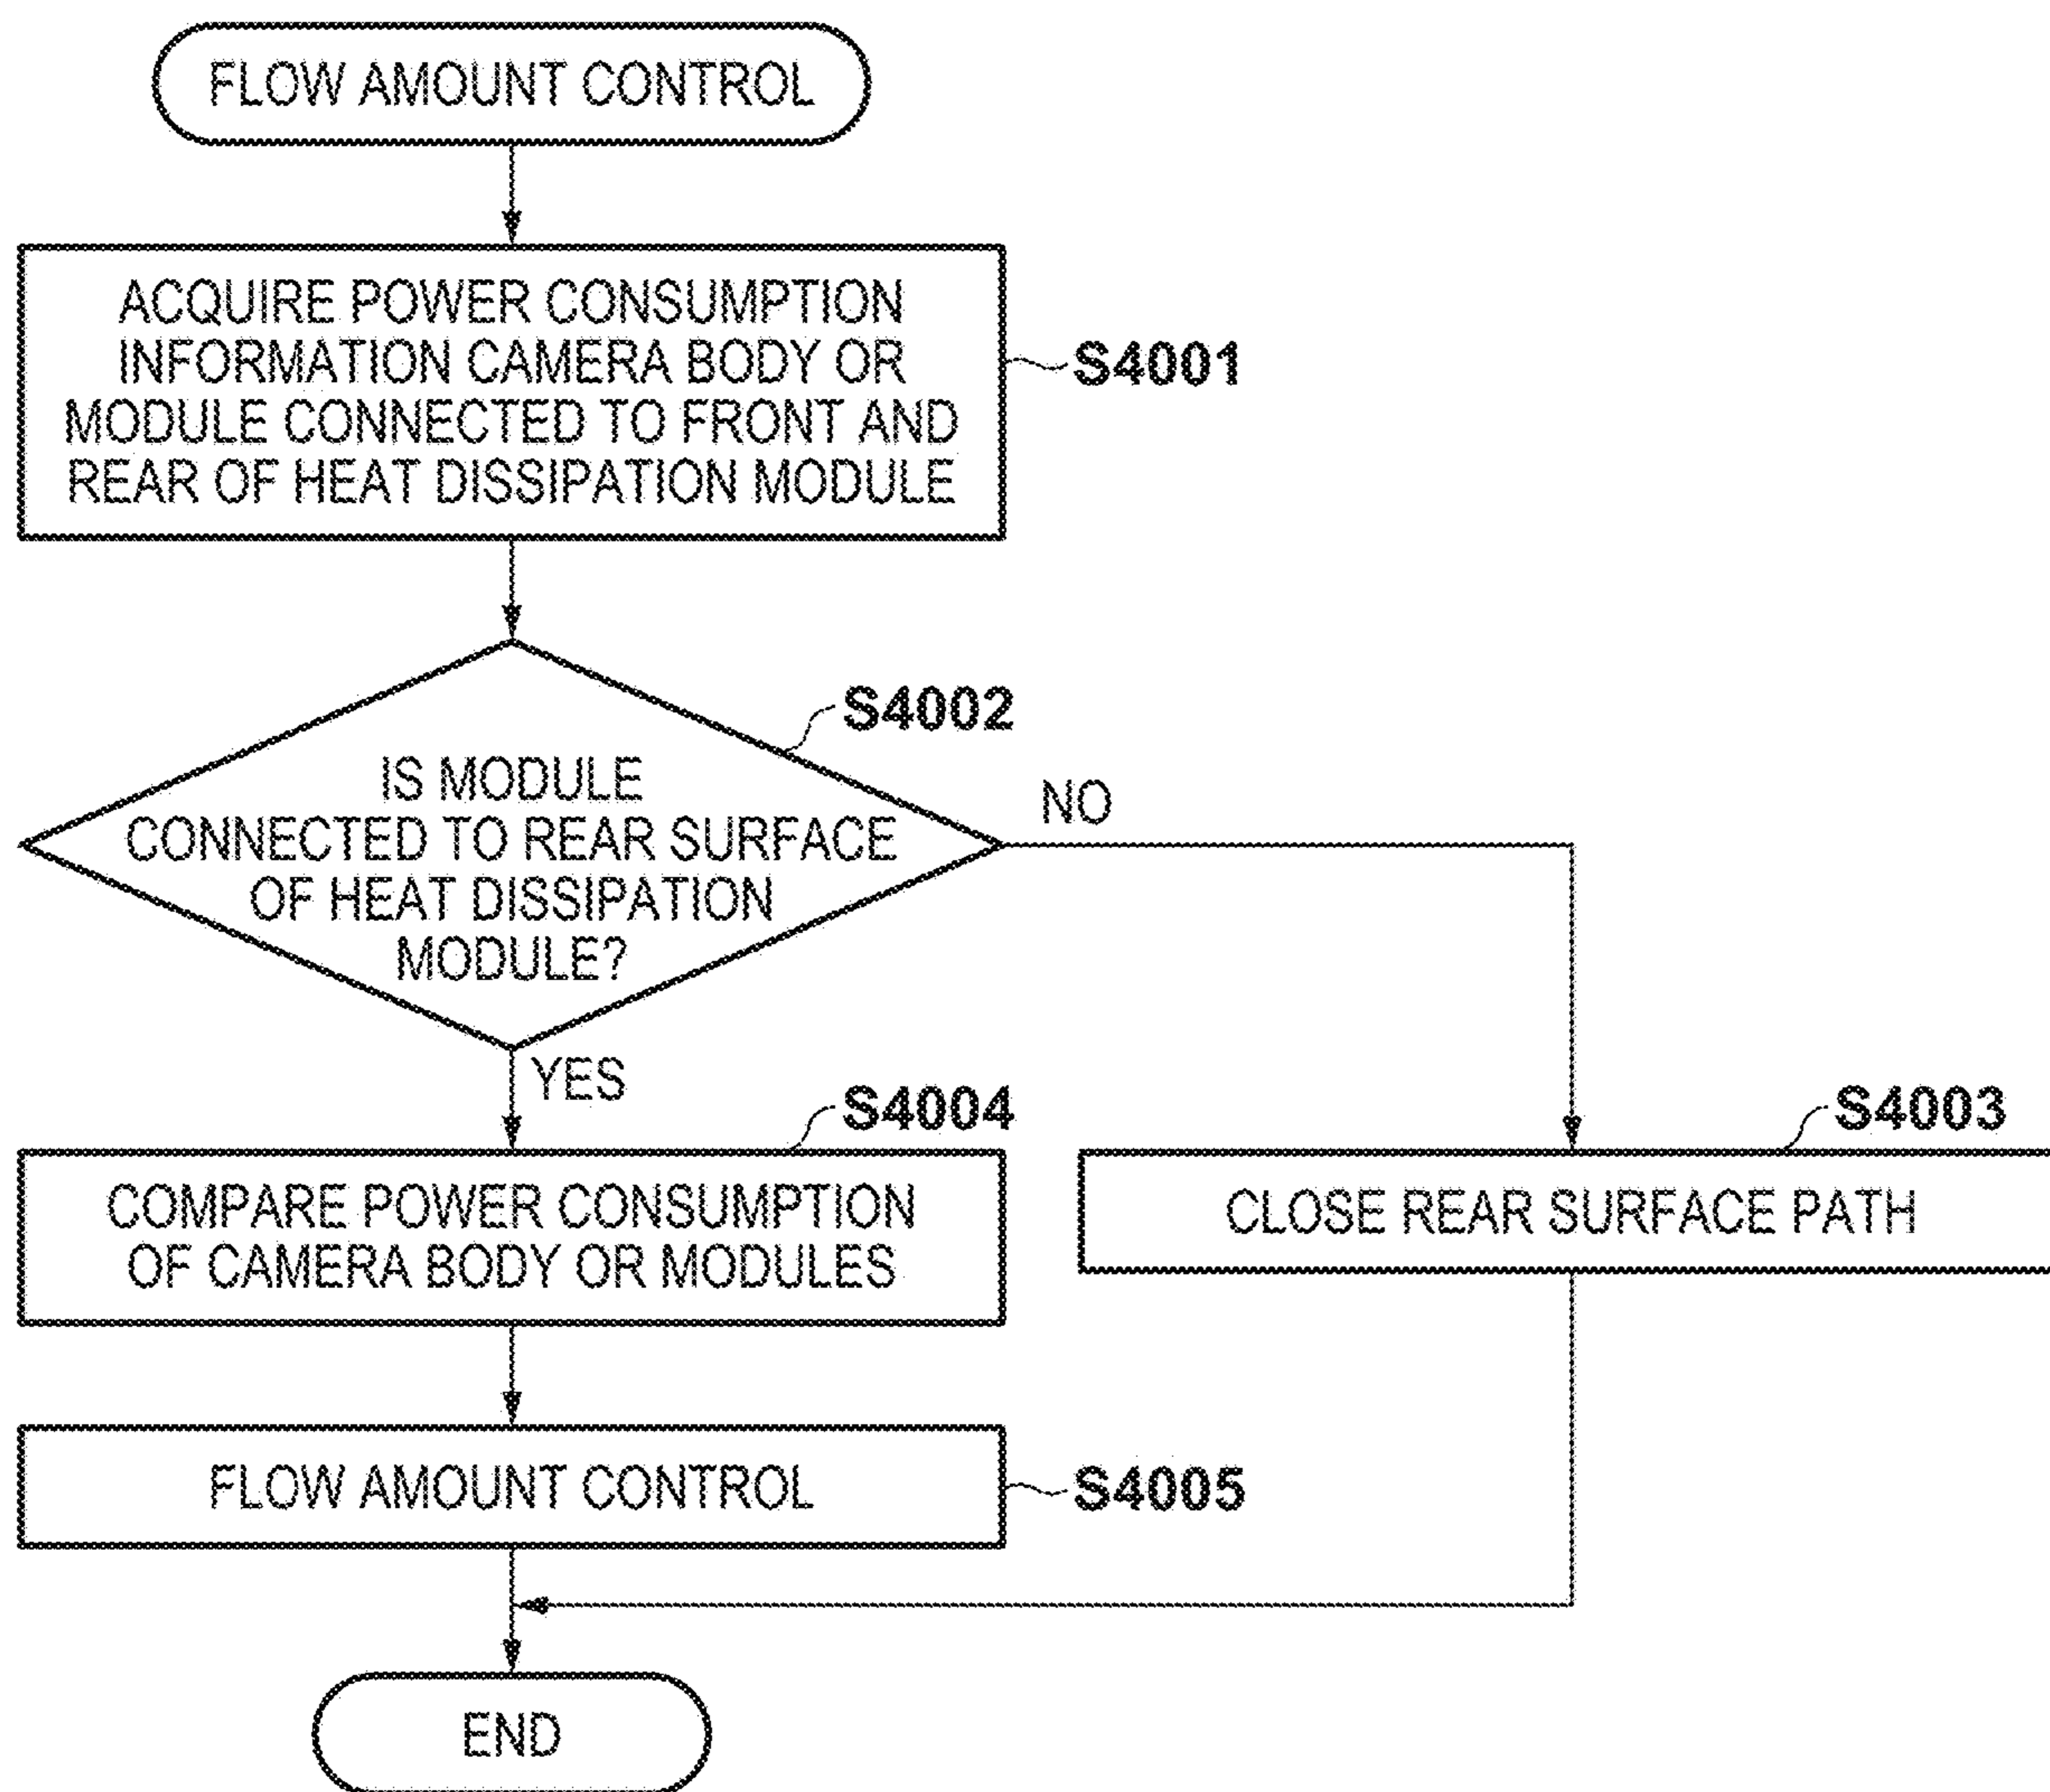 FLOW AMOUNT CONTROL
ACQUIRE POWER CONSUMPTION
INFORMATION CAMERA BODY OR
MODULE CONNECTED TO FRONT AND
REAR OF HEAT DISSIPATION MODULE
S4001
S4002
IS MODULE
CONNECTED TO REAR SURFACE
OF HEAT DISSIPATION
MODULE?
NO
YES
S4004
COMPARE POWER CONSUMPTION
OF CAMERA BODY OR MODULES
S4003
CLOSE REAR SURFACE PATH
FLOW AMOUNT CONTROL
S4005
END